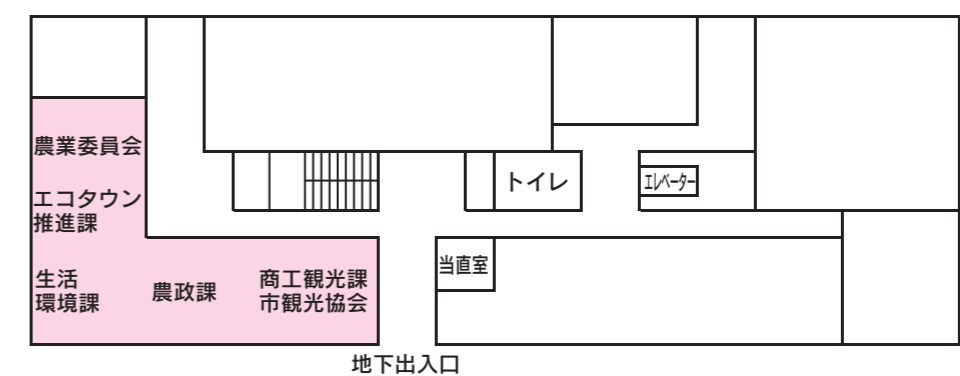 農業委員会
エコタウン
推進課
生活
環境課
農政課
商工観光課
市観光協会
トイレ
エレベーター
当直室
地下出入口